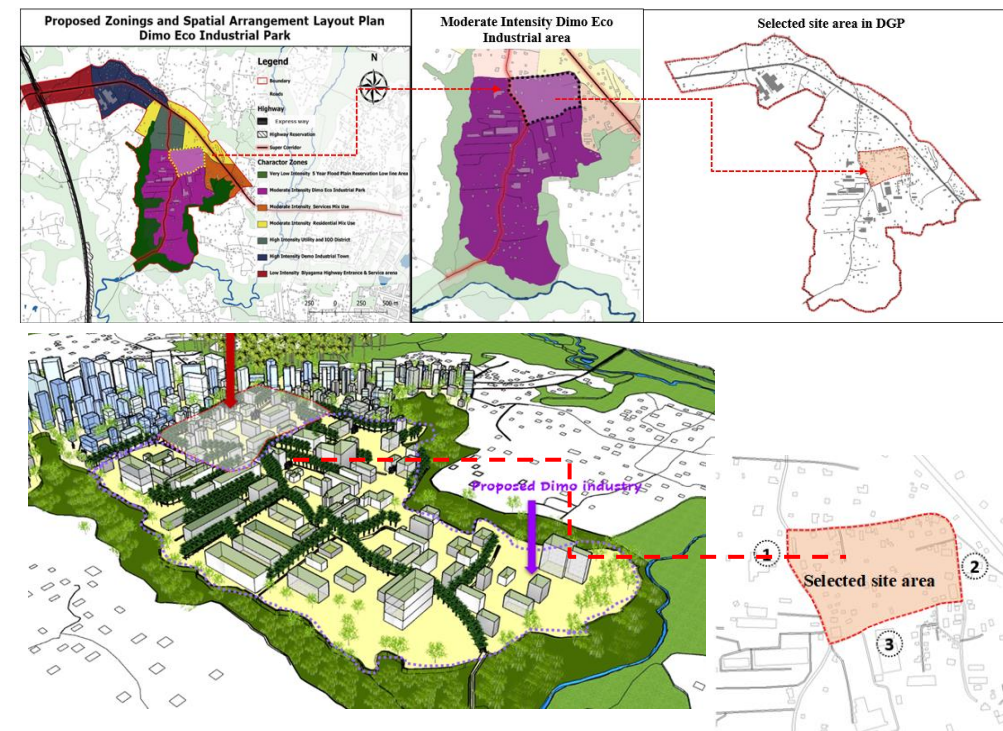 Proposed Zonings and Spatial Arrangement Layout Plan
Dimo Eco Industrial Park
Legend
Boundary
Roads
Highway
Express way
Highway Reservation
Super Corridor
Charactor Zones
Very Low Intensity 5 Year Flood Plain Reservation Low line Area
Moderate Intensity Dimo Eco Industrial Park
Moderate Intensity Services Mix Use
Moderate Intensity Residential Mix Use
High Intensity Utility and EGO District
High Intensity Demo Industrial Town
Low Intensity Biyagama Highway Entrance & Service arena
N
250 0 250 500 m
Moderate Intensity Dimo Eco
Industrial area
Selected site area in DGP
Proposed Dimo industry
1
2
Selected site area
3